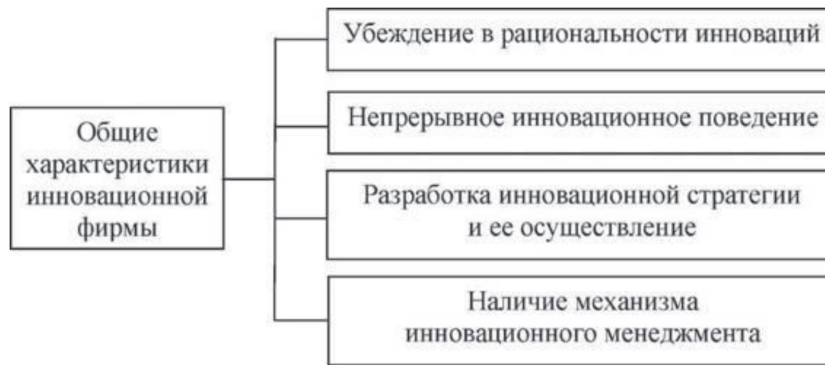 Общие
характеристики
инновационной
фирмы
Убеждение в рациональности инноваций
Непрерывное инновационное поведение
Разработка инновационной стратегии
и ее осуществление
Наличие механизма
инновационного менеджмента